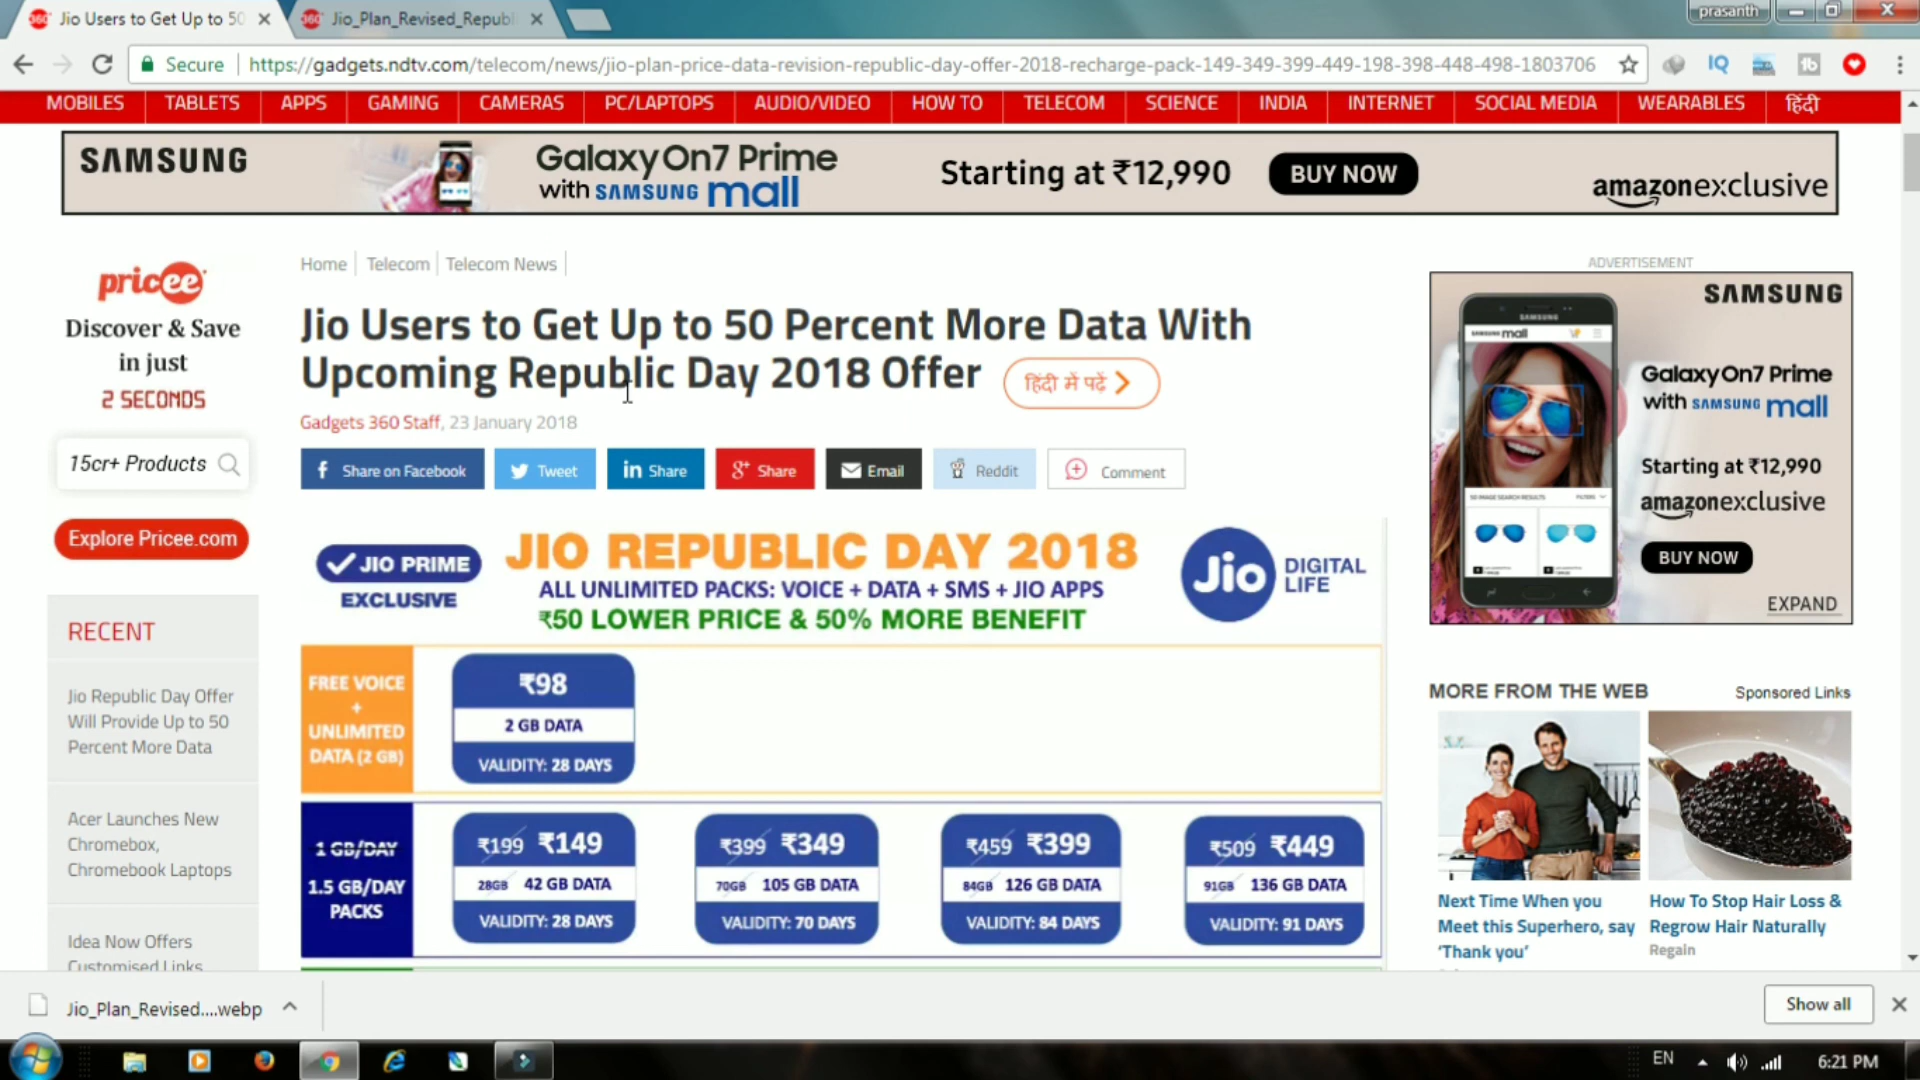 Jio Users to Get Up to 50
Jio_Plan_Revised_Republ
prasanth
Secure
https://gadgets.ndtv.com/telecom/news/jio-plan-price-data-revision-republic-day-offer-2018-recharge-pack-149-349-399-449-198-398-448-498-1803706
MOBILES TABLETS APPS GAMING CAMERAS PC/LAPTOPS AUDIO/VIDEO HOW TO TELECOM SCIENCE INDIA INTERNET SOCIAL MEDIA WEARABLES हिंदी
SAMSUNG
Galaxy On7 Prime
with SAMSUNG mall
Starting at ₹12,990
BUY NOW
amazonexclusive
pricee
Discover & Save
in just
2 SECONDS
15cr+ Products
Explore Pricee.com
RECENT
Jio Republic Day Offer
Will Provide Up to 50
Percent More Data
Acer Launches New
Chromebox,
Chromebook Laptops
Idea Now Offers
Customised Links
Home Telecom Telecom News
Jio Users to Get Up to 50 Percent More Data With
Upcoming Republic Day 2018 Offer
हिंदी में पढ़ें
Gadgets 360 Staff, 23 January 2018
Share on Facebook
Tweet
in Share
g+ Share
Email
Reddit
Comment
JIO PRIME
EXCLUSIVE
JIO REPUBLIC DAY 2018
ALL UNLIMITED PACKS: VOICE + DATA + SMS + JIO APPS
₹50 LOWER PRICE & 50% MORE BENEFIT
Jio
DIGITAL
LIFE
FREE VOICE
+
UNLIMITED
DATA (2 GB)
₹98
2 GB DATA
VALIDITY: 28 DAYS
1 GB/DAY
1.5 GB/DAY
PACKS
₹199 ₹149
28GB 42 GB DATA
VALIDITY: 28 DAYS
₹399 ₹349
70GB 105 GB DATA
VALIDITY: 70 DAYS
₹459 ₹399
84GB 126 GB DATA
VALIDITY: 84 DAYS
₹509 ₹449
91GB 136 GB DATA
VALIDITY: 91 DAYS
ADVERTISEMENT
SAMSUNG
SAMSUNG
SAMSUNG mall
Galaxy On7 Prime
with SAMSUNG mall
Starting at ₹12,990
amazonexclusive
BUY NOW
EXPAND
MORE FROM THE WEB
Sponsored Links
Next Time When you
Meet this Superhero, say
‘Thank you’
How To Stop Hair Loss &
Regrow Hair Naturally
Regain
Jio_Plan_Revised....webp
Show all
EN
6:21 PM